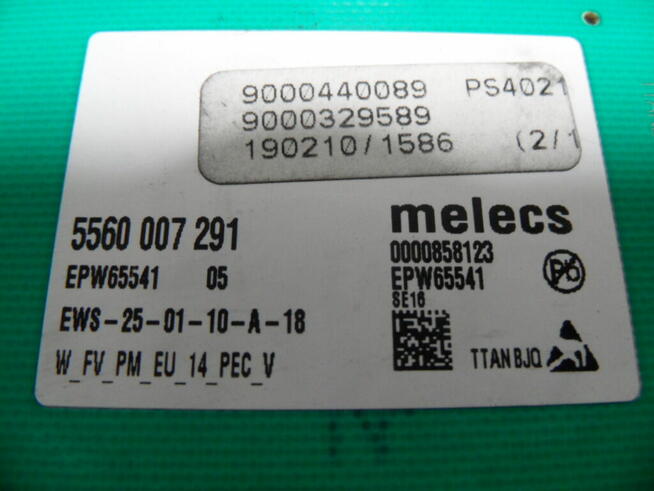 9000440089 PS4021
9000329589
190210/1586 (2/1
5560 007 291
EPW65541 05
EWS-25-01-10-A-18
W_FV_PM_EU_14_PEC_V
melecs
0000858123
EPW65541
SE16
Pb
TTANBJQ